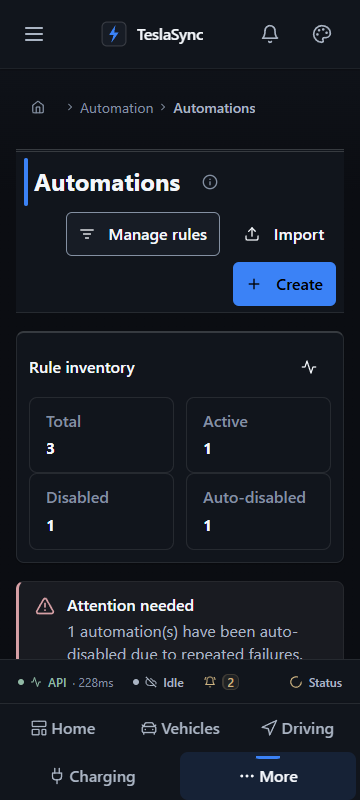 TeslaSync
Automation
Automations
Automations
Manage rules
Import
Create
Rule inventory
Total
3
Active
1
Disabled
1
Auto-disabled
1
Attention needed
1 automation(s) have been auto-
disabled due to repeated failures.
API · 228ms
Idle
2
Status
Home
Vehicles
Driving
Charging
More